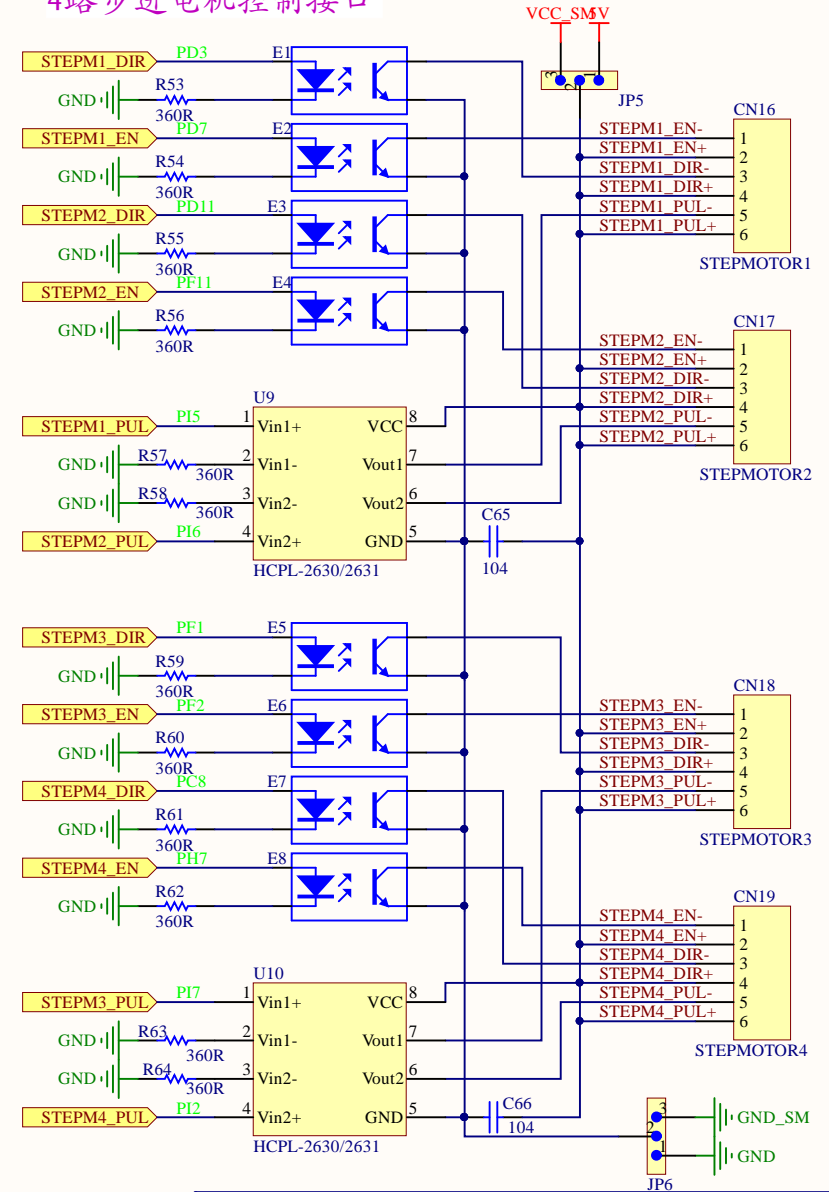 4路步进电机控制接口
VCC_SM 5V
3 2 1
JP5
STEPM1_DIR PD3 E1
GND R53
360R
STEPM1_EN PD7 E2
GND R54
360R
STEPM2_DIR PD11 E3
GND R55
360R
STEPM2_EN PF11 E4
GND R56
360R
CN16
STEPM1_EN- 1
STEPM1_EN+ 2
STEPM1_DIR- 3
STEPM1_DIR+ 4
STEPM1_PUL- 5
STEPM1_PUL+ 6
STEPMOTOR1
CN17
STEPM2_EN- 1
STEPM2_EN+ 2
STEPM2_DIR- 3
STEPM2_DIR+ 4
STEPM2_PUL- 5
STEPM2_PUL+ 6
STEPMOTOR2
U9
STEPM1_PUL PI5 1 Vin1+ VCC 8
GND R57 360R 2 Vin1- Vout1 7
GND R58 360R 3 Vin2- Vout2 6
STEPM2_PUL PI6 4 Vin2+ GND 5
HCPL-2630/2631
C65
104
STEPM3_DIR PF1 E5
GND R59
360R
STEPM3_EN PF2 E6
GND R60
360R
STEPM4_DIR PC8 E7
GND R61
360R
STEPM4_EN PH7 E8
GND R62
360R
CN18
STEPM3_EN- 1
STEPM3_EN+ 2
STEPM3_DIR- 3
STEPM3_DIR+ 4
STEPM3_PUL- 5
STEPM3_PUL+ 6
STEPMOTOR3
CN19
STEPM4_EN- 1
STEPM4_EN+ 2
STEPM4_DIR- 3
STEPM4_DIR+ 4
STEPM4_PUL- 5
STEPM4_PUL+ 6
STEPMOTOR4
U10
STEPM3_PUL PI7 1 Vin1+ VCC 8
GND R63 360R 2 Vin1- Vout1 7
GND R64 360R 3 Vin2- Vout2 6
STEPM4_PUL PI2 4 Vin2+ GND 5
HCPL-2630/2631
C66
104
3 GND_SM
2
1 GND
JP6